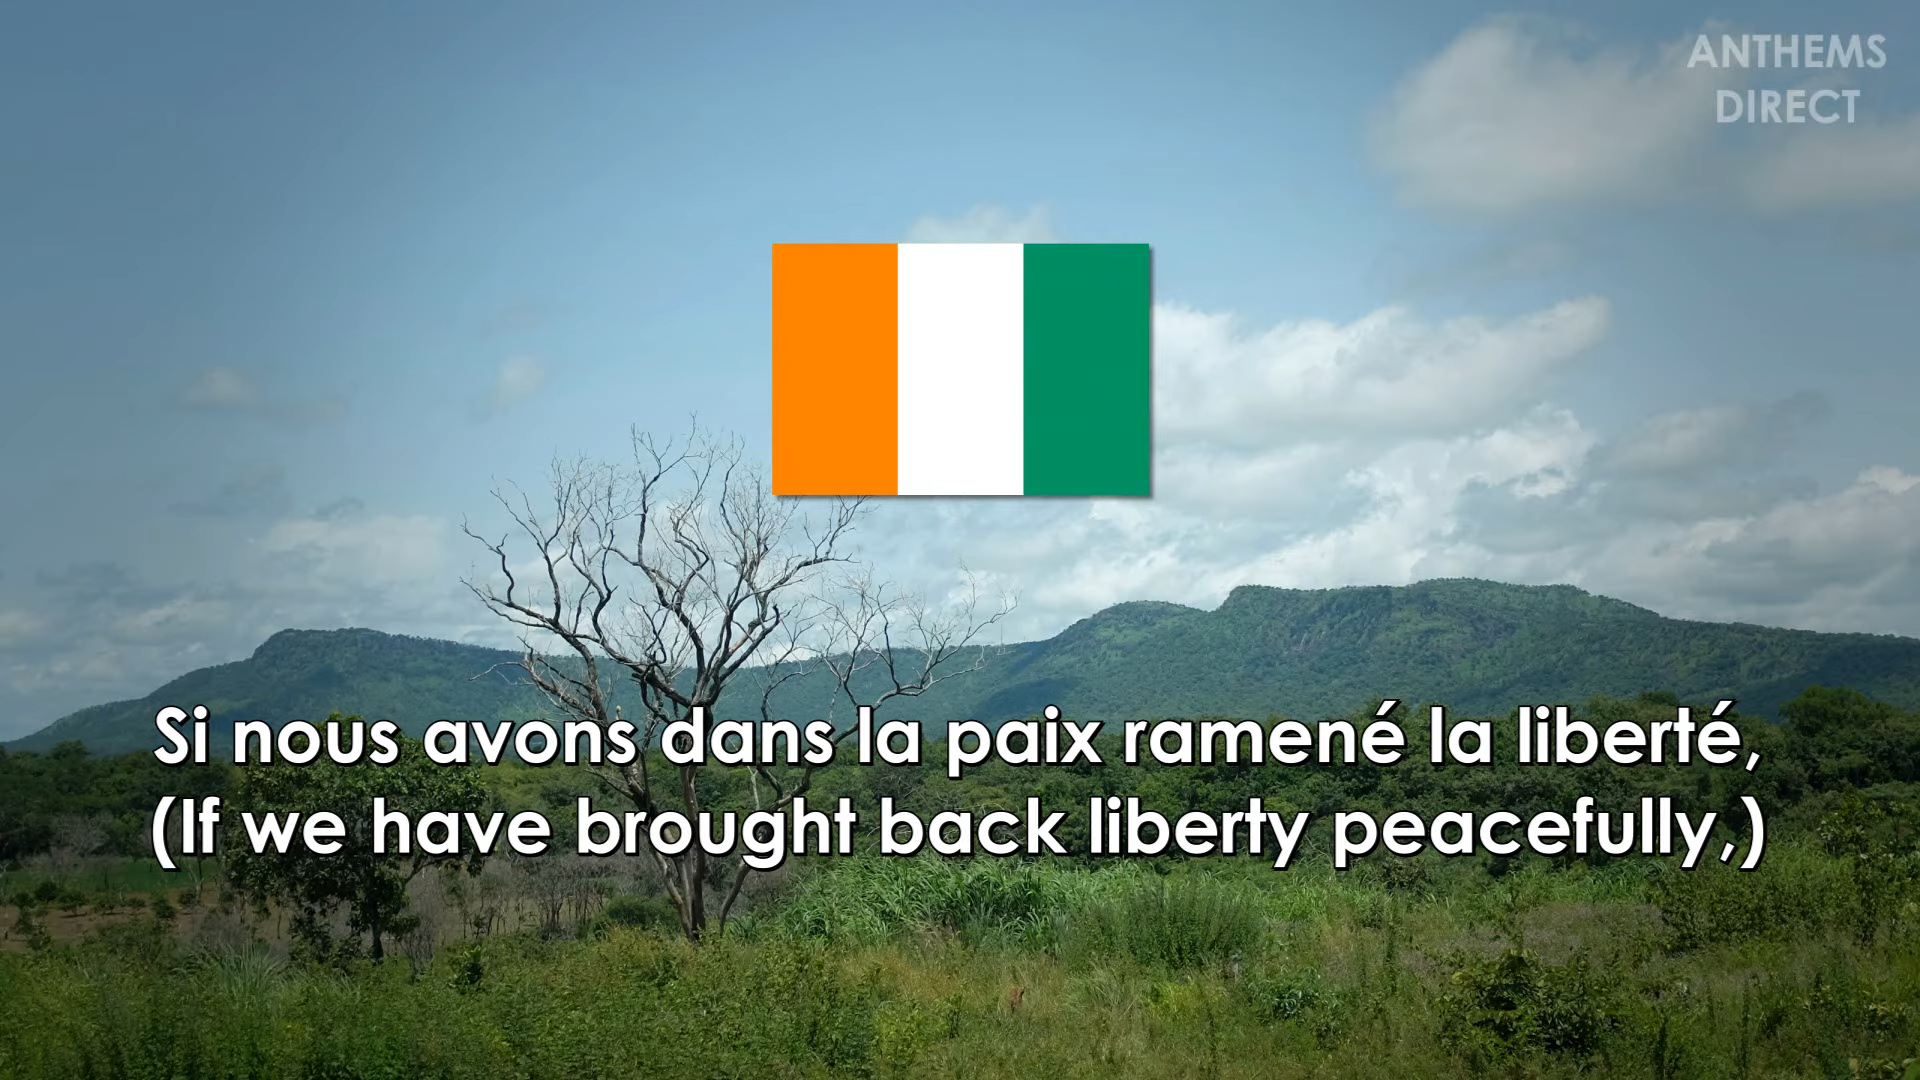 ANTHEMS
DIRECT
Si nous avons dans la paix ramené la liberté,
(If we have brought back liberty peacefully,)